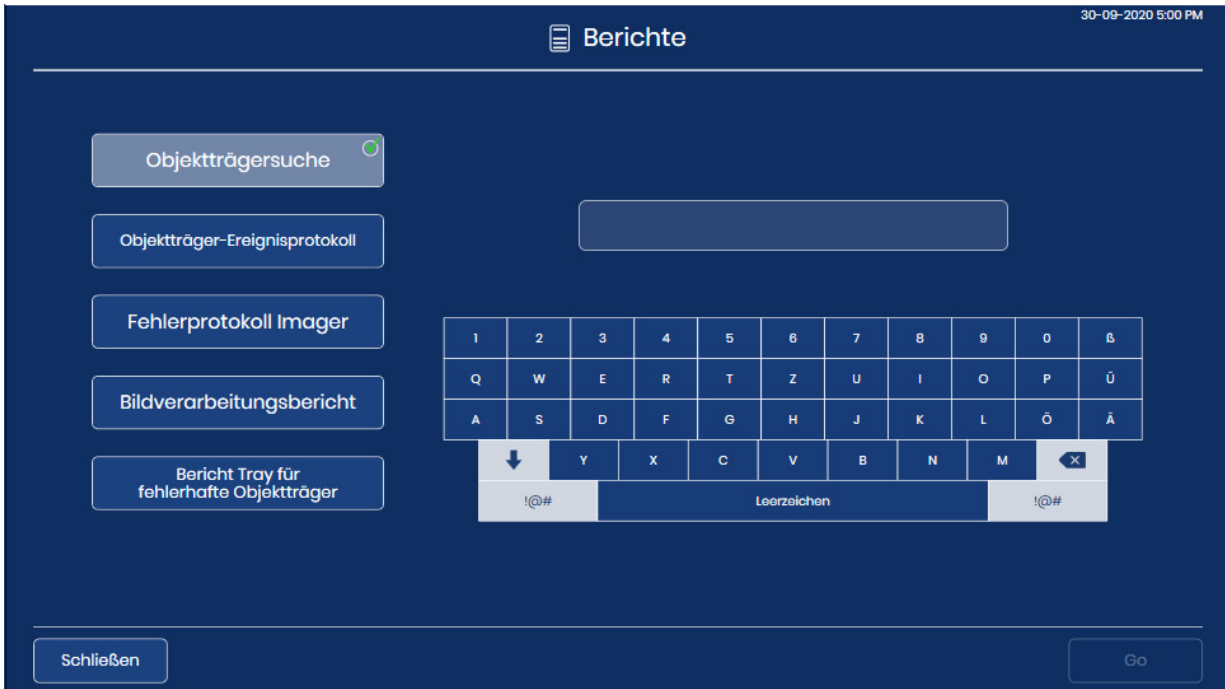 30-09-2020 5:00 PM
Berichte
Objektträgersuche
Objektträger-Ereignisprotokoll
Fehlerprotokoll Imager
Bildverarbeitungsbericht
Bericht Tray für
fehlerhafte Objektträger
1 2 3 4 5 6 7 8 9 0 ß
Q W E R T Z U I O P Ü
A S D F G H J K L Ö Ä
Y X C V B N M
!@# Leerzeichen !@#
Schließen Go